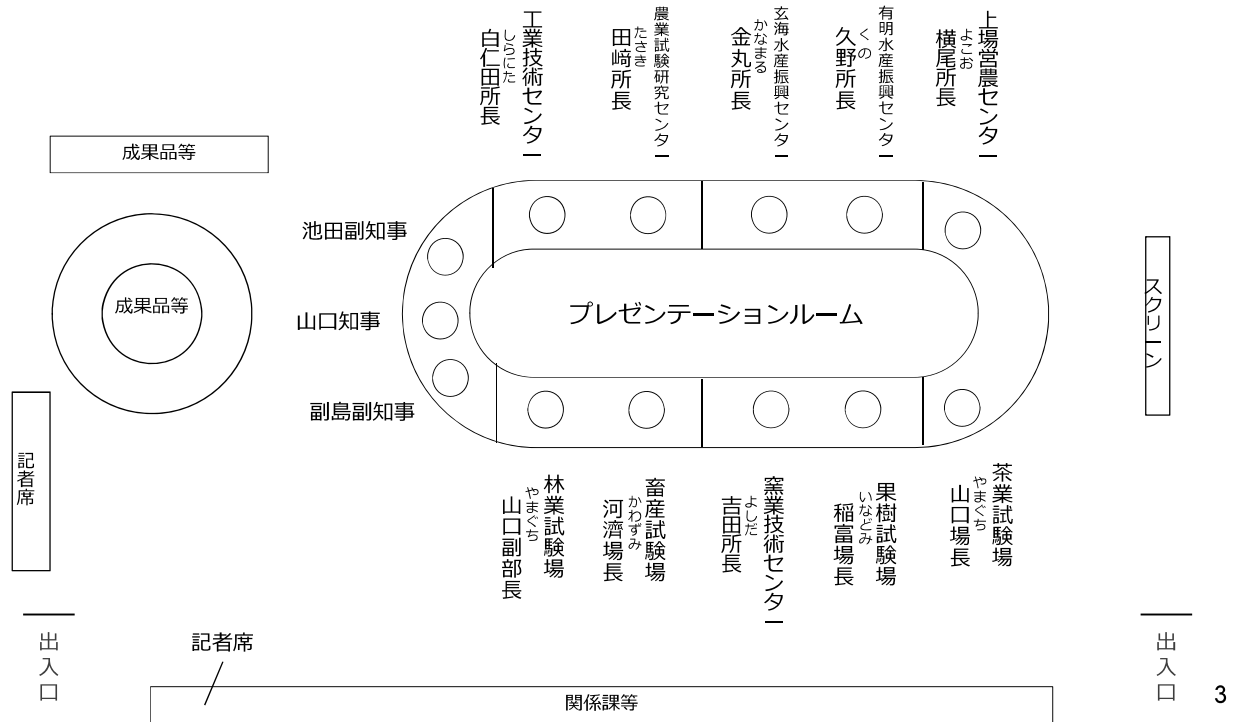 工業技術センター
しらにた
白仁田所長
農業試験研究センター
たさき
田﨑所長
玄海水産振興センター
かなまる
金丸所長
有明水産振興センター
くの
久野所長
上場営農センター
よこお
横尾所長
成果品等
成果品等
池田副知事
山口知事
副島副知事
プレゼンテーションルーム
スクリーン
記者席
林業試験場
やまぐち
山口副部長
畜産試験場
かわずみ
河濟場長
窯業技術センター
よしだ
吉田所長
果樹試験場
いなどみ
稲富場長
茶業試験場
やまぐち
山口場長
出入口
記者席
関係課等
出入口
3